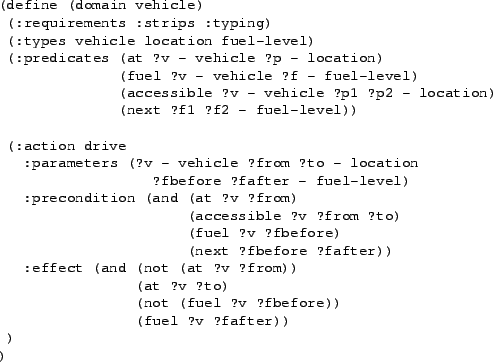 (define (domain vehicle)
(:requirements :strips :typing)
(:types vehicle location fuel-level)
(:predicates (at ?v - vehicle ?p - location)
(fuel ?v - vehicle ?f - fuel-level)
(accessible ?v - vehicle ?p1 ?p2 - location)
(next ?f1 ?f2 - fuel-level))
(:action drive
:parameters (?v - vehicle ?from ?to - location
?fbefore ?fafter - fuel-level)
:precondition (and (at ?v ?from)
(accessible ?v ?from ?to)
(fuel ?v ?fbefore)
(next ?fbefore ?fafter))
:effect (and (not (at ?v ?from))
(at ?v ?to)
(not (fuel ?v ?fbefore))
(fuel ?v ?fafter))
)
)